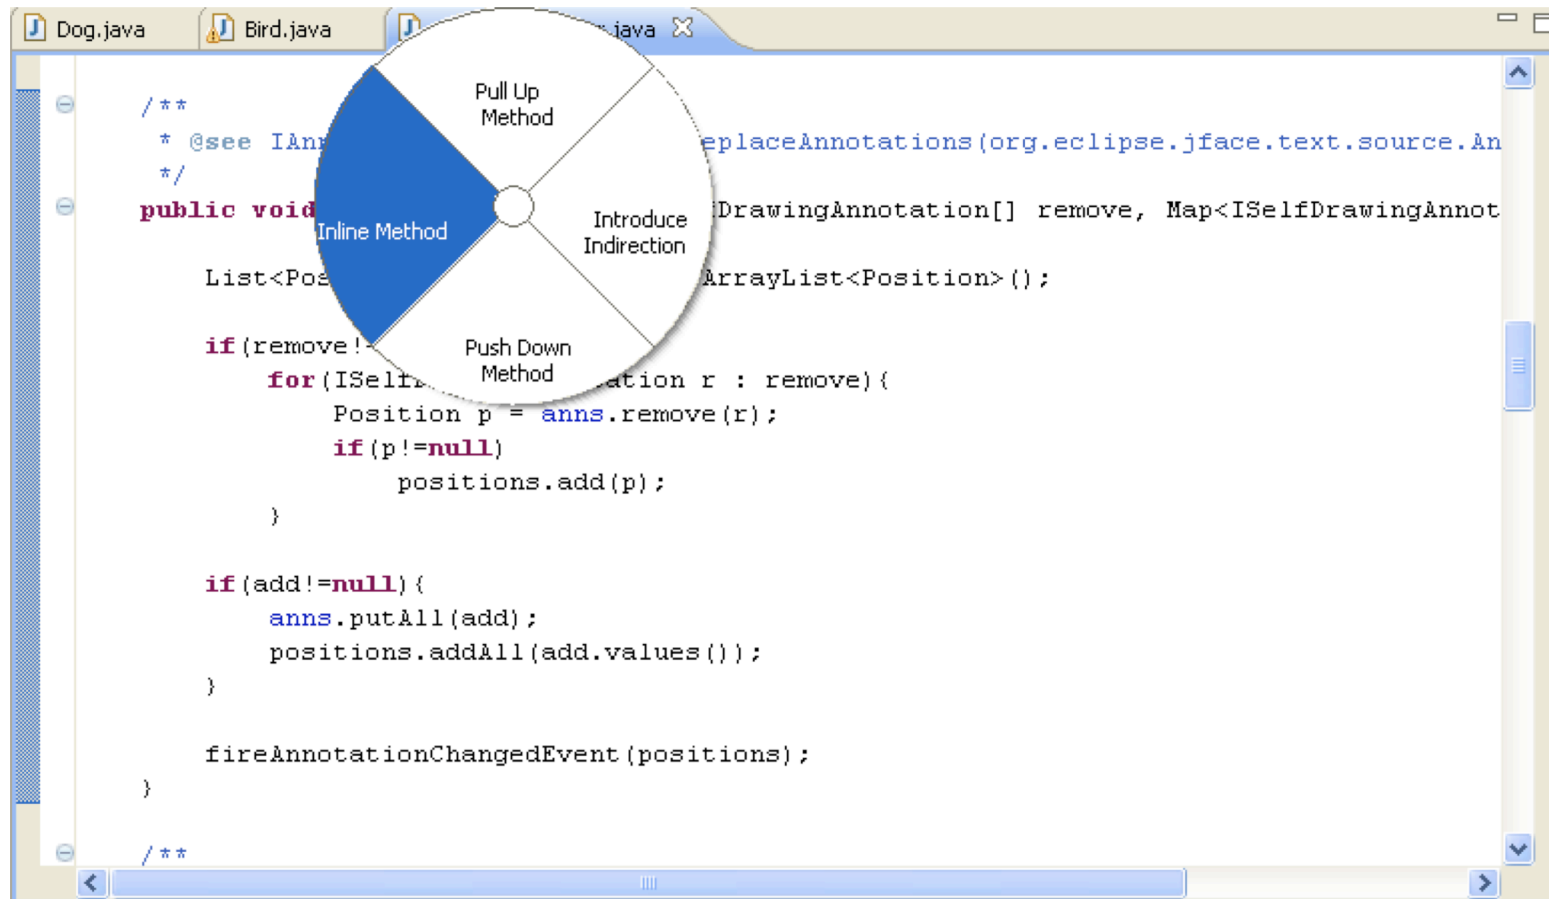 Dog.java
Bird.java
.java
Pull Up
Method
Introduce
Indirection
Inline Method
Push Down
Method
/**
* @see IAn eplaceAnnotations(org.eclipse.jface.text.source.An
*/
public void DrawingAnnotation[] remove, Map<ISelfDrawingAnnot
List<Pos ArrayList<Position>();
if(remove!
for(ISelf ation r : remove){
Position p = anns.remove(r);
if(p!=null)
positions.add(p);
}
if(add!=null){
anns.putAll(add);
positions.addAll(add.values());
}
fireAnnotationChangedEvent(positions);
}
/**